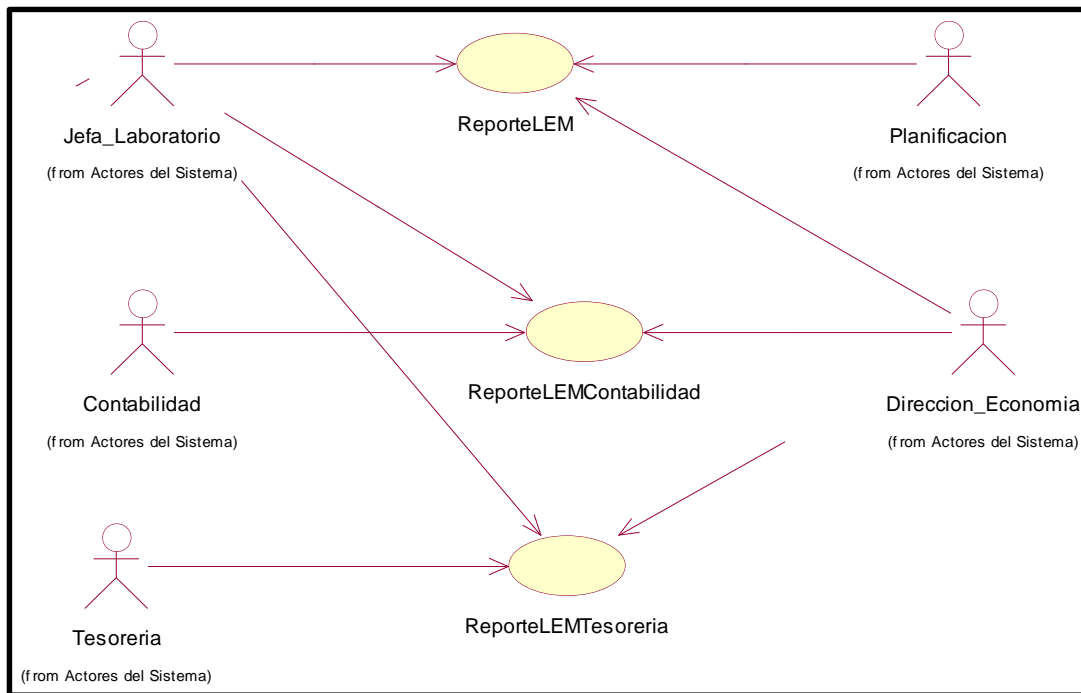 ReporteLEM
Jefa_Laboratorio
(from Actores del Sistema)
Planificacion
(from Actores del Sistema)
ReporteLEMContabilidad
Contabilidad
(from Actores del Sistema)
Direccion_Economia
(from Actores del Sistema)
ReporteLEMTesoreria
Tesoreria
(from Actores del Sistema)